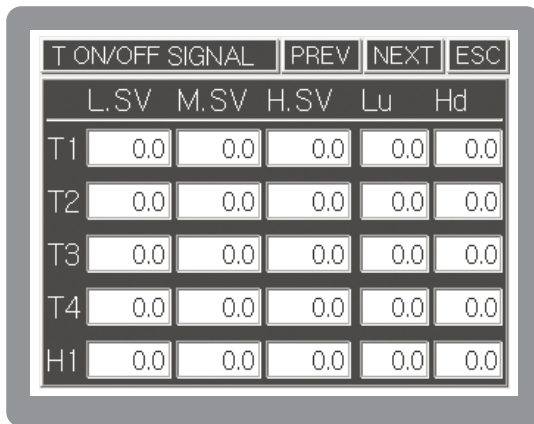 T ON/OFF SIGNAL PREV NEXT ESC
L.SV M.SV H.SV Lu Hd
T1 0.0 0.0 0.0 0.0 0.0
T2 0.0 0.0 0.0 0.0 0.0
T3 0.0 0.0 0.0 0.0 0.0
T4 0.0 0.0 0.0 0.0 0.0
H1 0.0 0.0 0.0 0.0 0.0